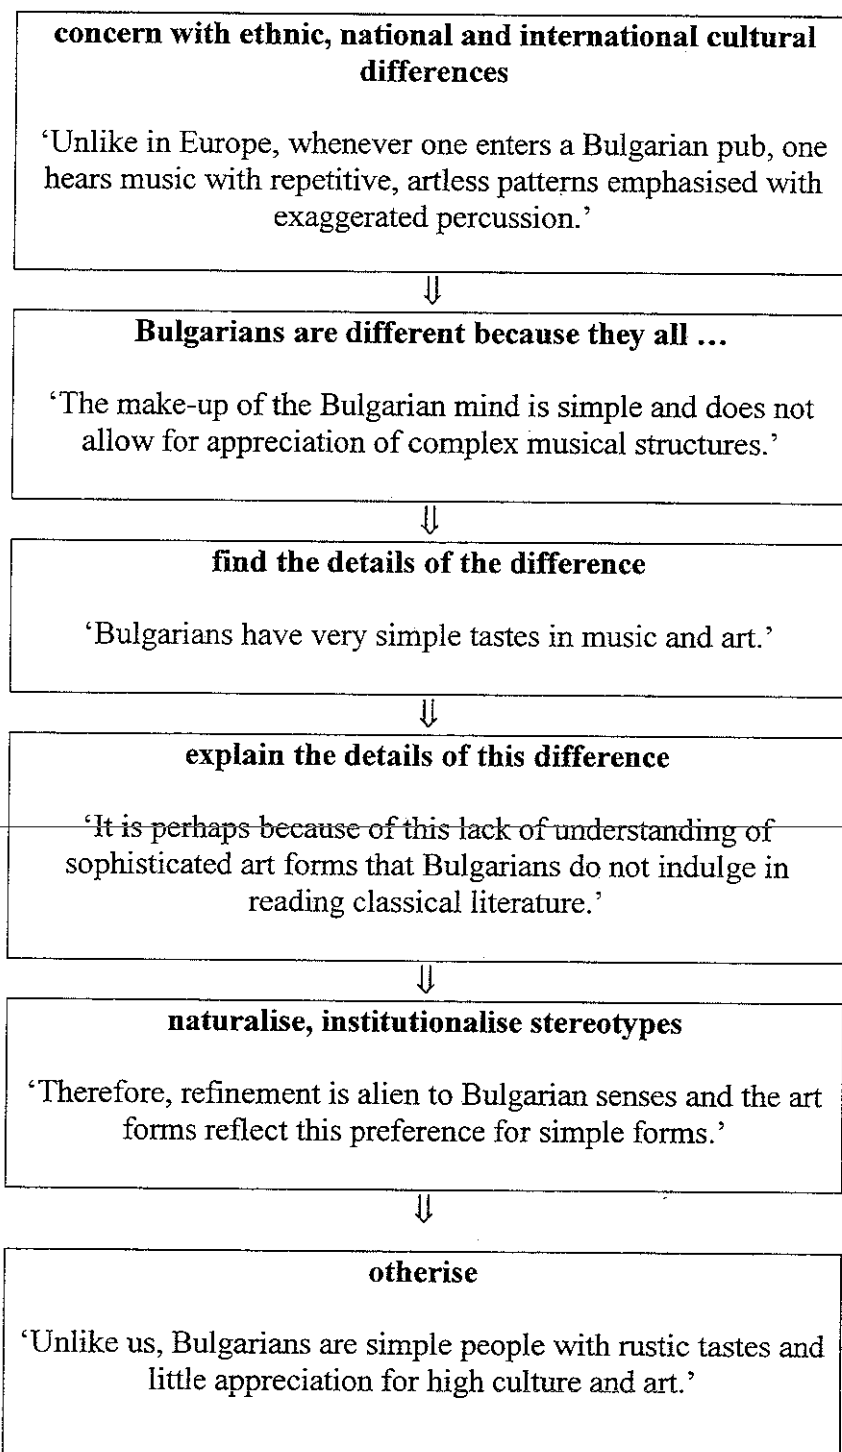 concern with ethnic, national and international cultural
differences
‘Unlike in Europe, whenever one enters a Bulgarian pub, one
hears music with repetitive, artless patterns emphasised with
exaggerated percussion.’
⇓
Bulgarians are different because they all ...
‘The make-up of the Bulgarian mind is simple and does not
allow for appreciation of complex musical structures.’
⇓
find the details of the difference
‘Bulgarians have very simple tastes in music and art.’
⇓
explain the details of this difference
‘It is perhaps because of this lack of understanding of
sophisticated art forms that Bulgarians do not indulge in
reading classical literature.’
⇓
naturalise, institutionalise stereotypes
‘Therefore, refinement is alien to Bulgarian senses and the art
forms reflect this preference for simple forms.’
⇓
otherise
‘Unlike us, Bulgarians are simple people with rustic tastes and
little appreciation for high culture and art.’